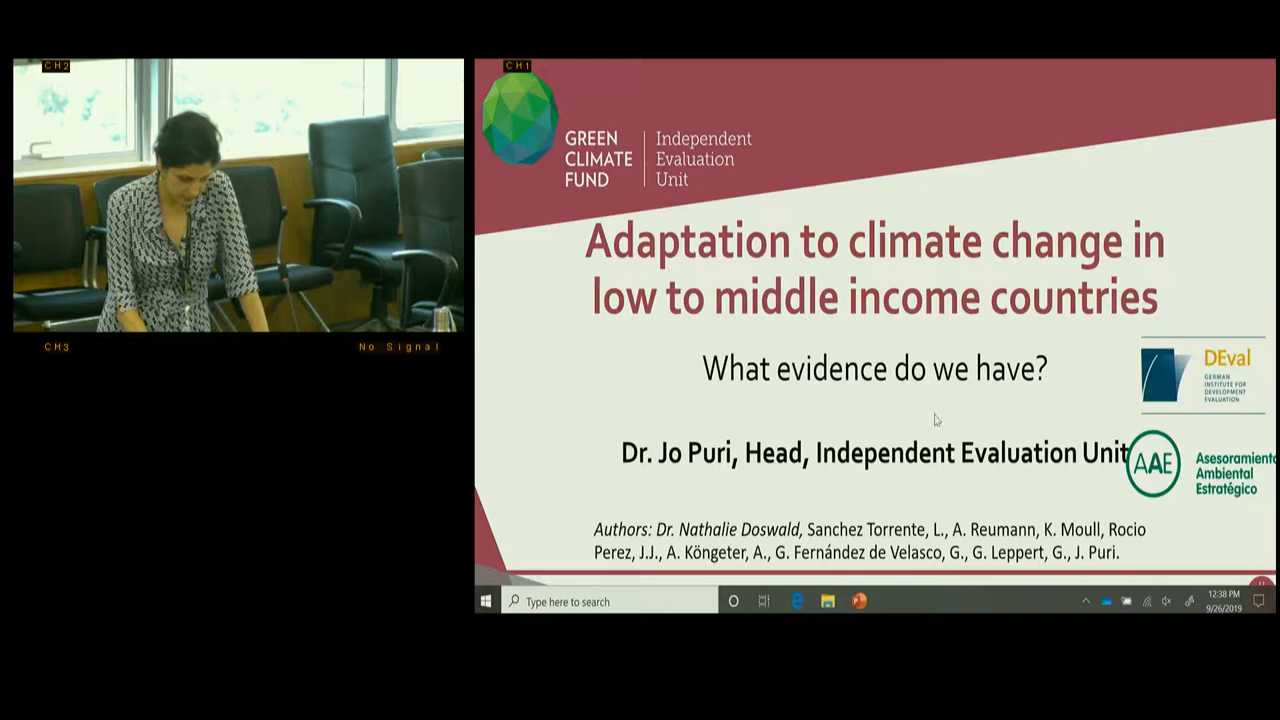 CH2
CH1
GREEN
CLIMATE
FUND
Independent
Evaluation
Unit
Adaptation to climate change in
low to middle income countries
CH3
No Signal
What evidence do we have?
DEval
GERMAN
INSTITUTE FOR
DEVELOPMENT
EVALUATION
Dr. Jo Puri, Head, Independent Evaluation Unit
AAE
Asesoramiento
Ambiental
Estratégico
Authors: Dr. Nathalie Doswald, Sanchez Torrente, L., A. Reumann, K. Moull, Rocio
Perez, J.J., A. Köngeter, A., G. Fernández de Velasco, G., G. Leppert, G., J. Puri.
Type here to search
12:38 PM
9/26/2019